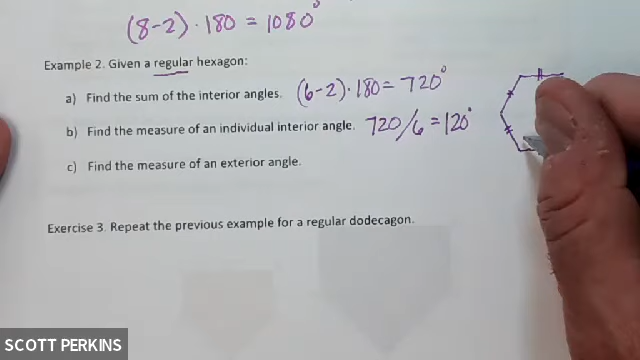 (8-2) · 180 = 1080°
Example 2. Given a regular hexagon:
a) Find the sum of the interior angles. (6-2) · 180 = 720°
b) Find the measure of an individual interior angle. 720/6 = 120°
c) Find the measure of an exterior angle.
Exercise 3. Repeat the previous example for a regular dodecagon.
SCOTT PERKINS